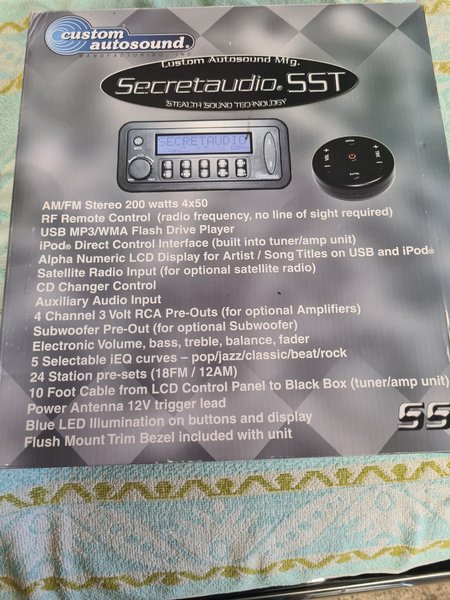 custom
autosound®
MANUFACTURING, INC.
Custom Autosound Mfg.
Secretaudio® SST
STEALTH SOUND TECHNOLOGY
SECRETAUDIO
VOL
AM/FM Stereo 200 watts 4x50
RF Remote Control (radio frequency, no line of sight required)
USB MP3/WMA Flash Drive Player
iPod® Direct Control Interface (built into tuner/amp unit)
Alpha Numeric LCD Display for Artist / Song Titles on USB and iPod®
Satellite Radio Input (for optional satellite radio)
CD Changer Control
Auxiliary Audio Input
4 Channel 3 Volt RCA Pre-Outs (for optional Amplifiers)
Subwoofer Pre-Out (for optional Subwoofer)
Electronic Volume, bass, treble, balance, fader
5 Selectable iEQ curves – pop/jazz/classic/beat/rock
24 Station pre-sets (18FM / 12AM)
10 Foot Cable from LCD Control Panel to Black Box (tuner/amp unit)
Power Antenna 12V trigger lead
Blue LED Illumination on buttons and display
Flush Mount Trim Bezel included with unit
SS